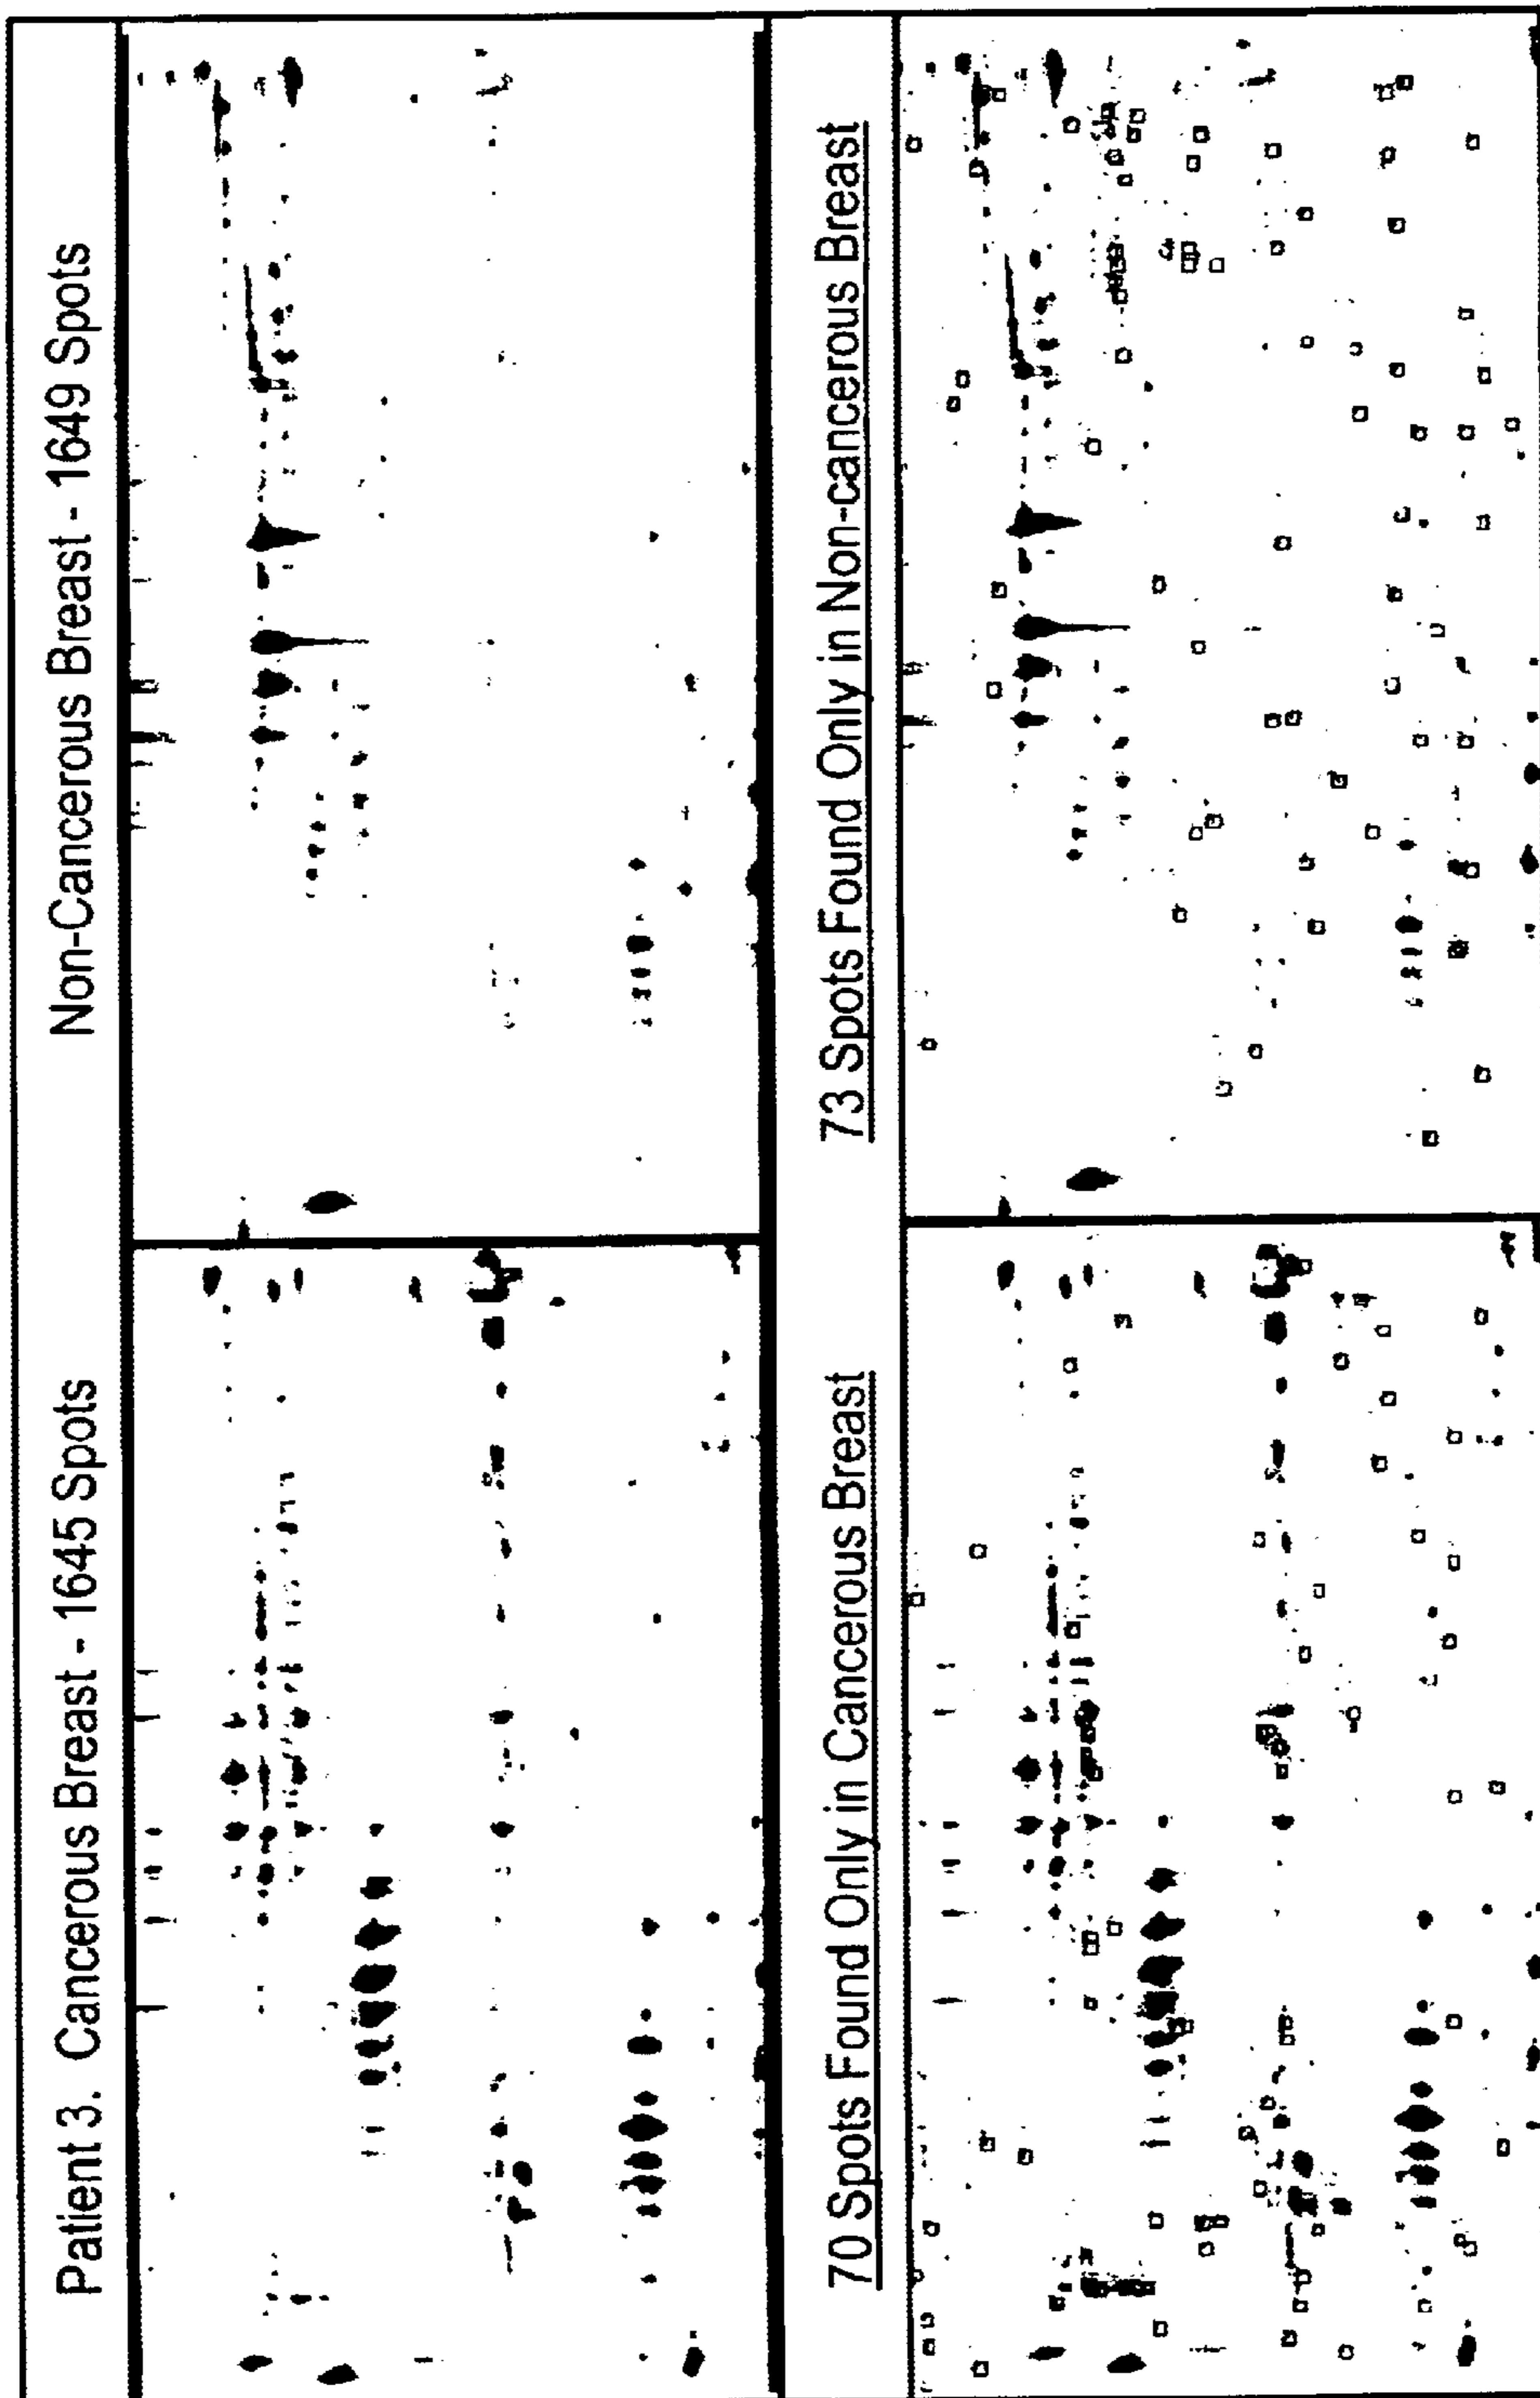 Patient 3. Cancerous Breast - 1645 Spots
Non-Cancerous Breast - 1649 Spots
70 Spots Found Only in Cancerous Breast
73 Spots Found Only in Non-cancerous Breast